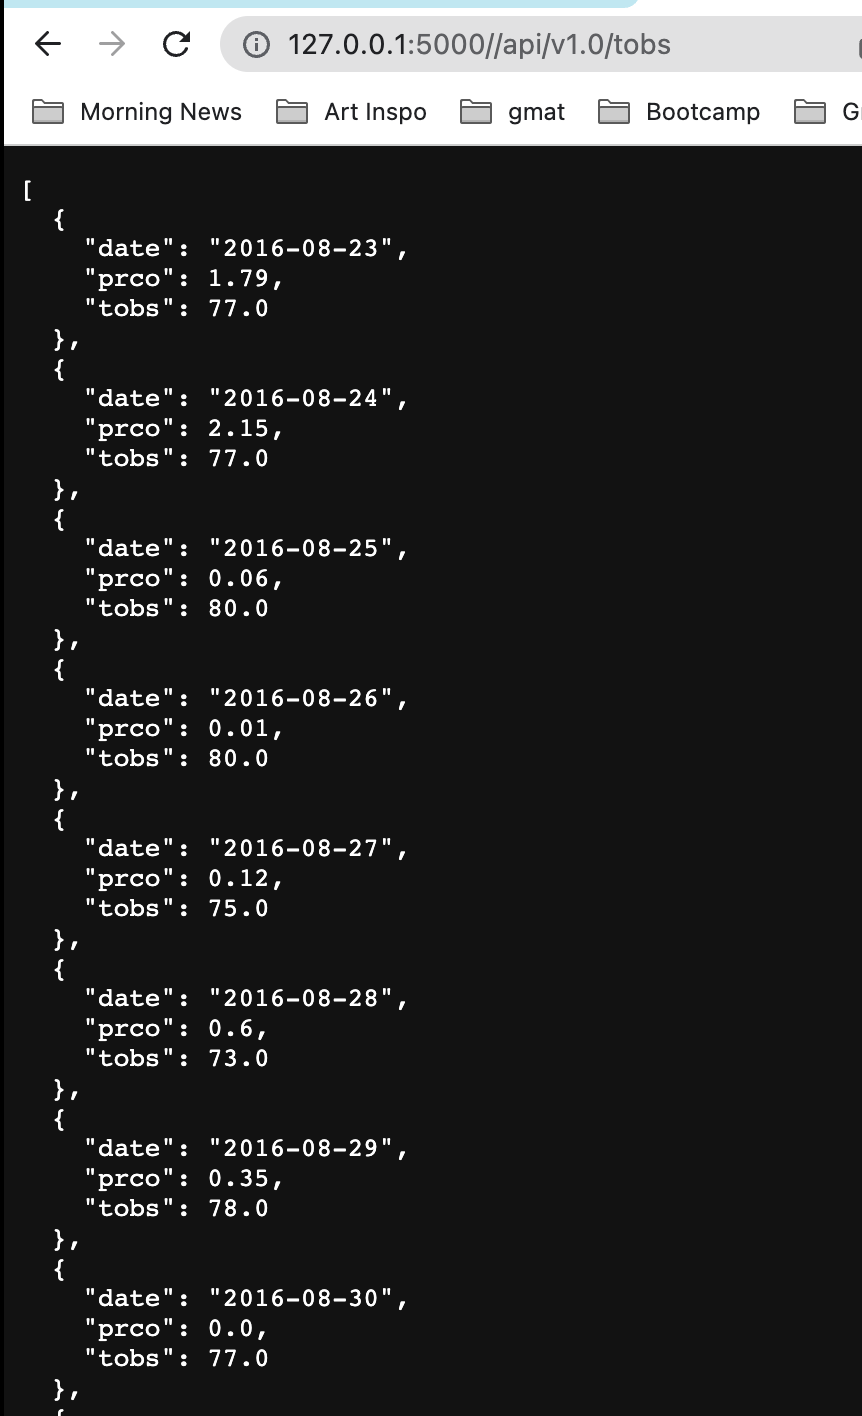 127.0.0.1:5000//api/v1.0/tobs
Morning News Art Inspo gmat Bootcamp
[
{
"date": "2016-08-23",
"prco": 1.79,
"tobs": 77.0
},
{
"date": "2016-08-24",
"prco": 2.15,
"tobs": 77.0
},
{
"date": "2016-08-25",
"prco": 0.06,
"tobs": 80.0
},
{
"date": "2016-08-26",
"prco": 0.01,
"tobs": 80.0
},
{
"date": "2016-08-27",
"prco": 0.12,
"tobs": 75.0
},
{
"date": "2016-08-28",
"prco": 0.6,
"tobs": 73.0
},
{
"date": "2016-08-29",
"prco": 0.35,
"tobs": 78.0
},
{
"date": "2016-08-30",
"prco": 0.0,
"tobs": 77.0
},
{